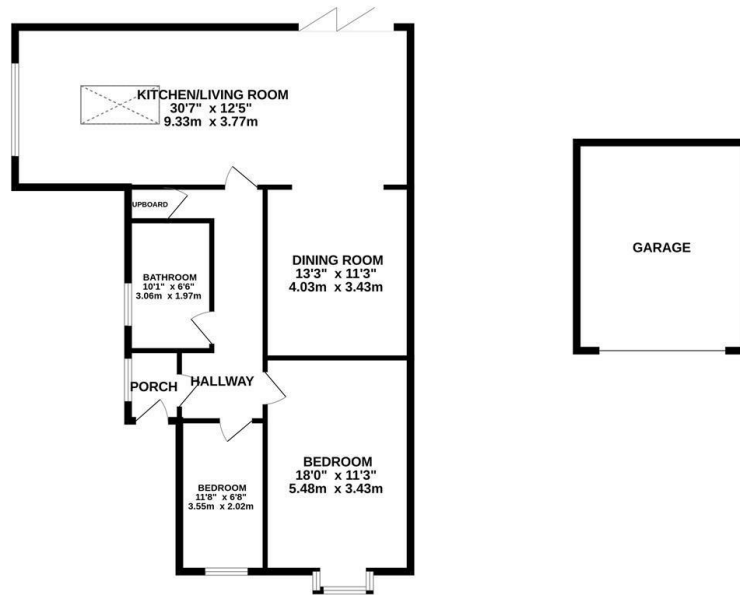 KITCHEN/LIVING ROOM
30'7" x 12'5"
9.33m x 3.77m
UPBOARD
BATHROOM
10'1" x 6'6"
3.06m x 1.97m
DINING ROOM
13'3" x 11'3"
4.03m x 3.43m
GARAGE
PORCH
HALLWAY
BEDROOM
18'0" x 11'3"
5.48m x 3.43m
BEDROOM
11'8" x 6'8"
3.55m x 2.02m